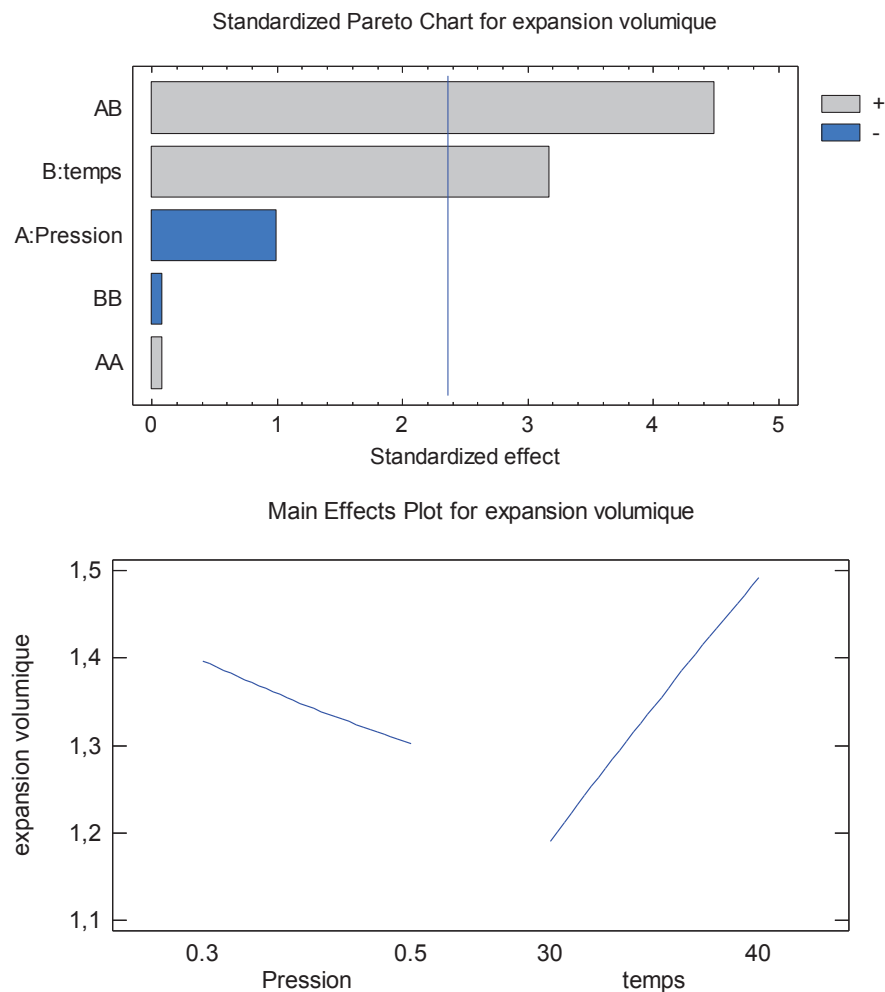 Standardized Pareto Chart for expansion volumique
AB
B:temps
A:Pression
BB
AA
+
-
0 1 2 3 4 5
Standardized effect
Main Effects Plot for expansion volumique
expansion volumique
1,5
1,4
1,3
1,2
1,1
0.3 0.5 30 40
Pression temps